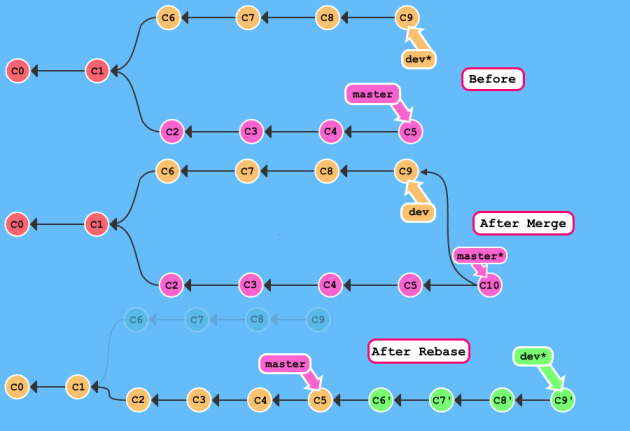 C6 C7 C8 C9
dev*
C0 C1
Before
master
C2 C3 C4 C5
C6 C7 C8 C9
dev
C0 C1
After Merge
master*
C2 C3 C4 C5 C10
C6 C7 C8 C9
After Rebase
dev*
master
C0 C1
C2 C3 C4 C5 C6' C7' C8' C9'